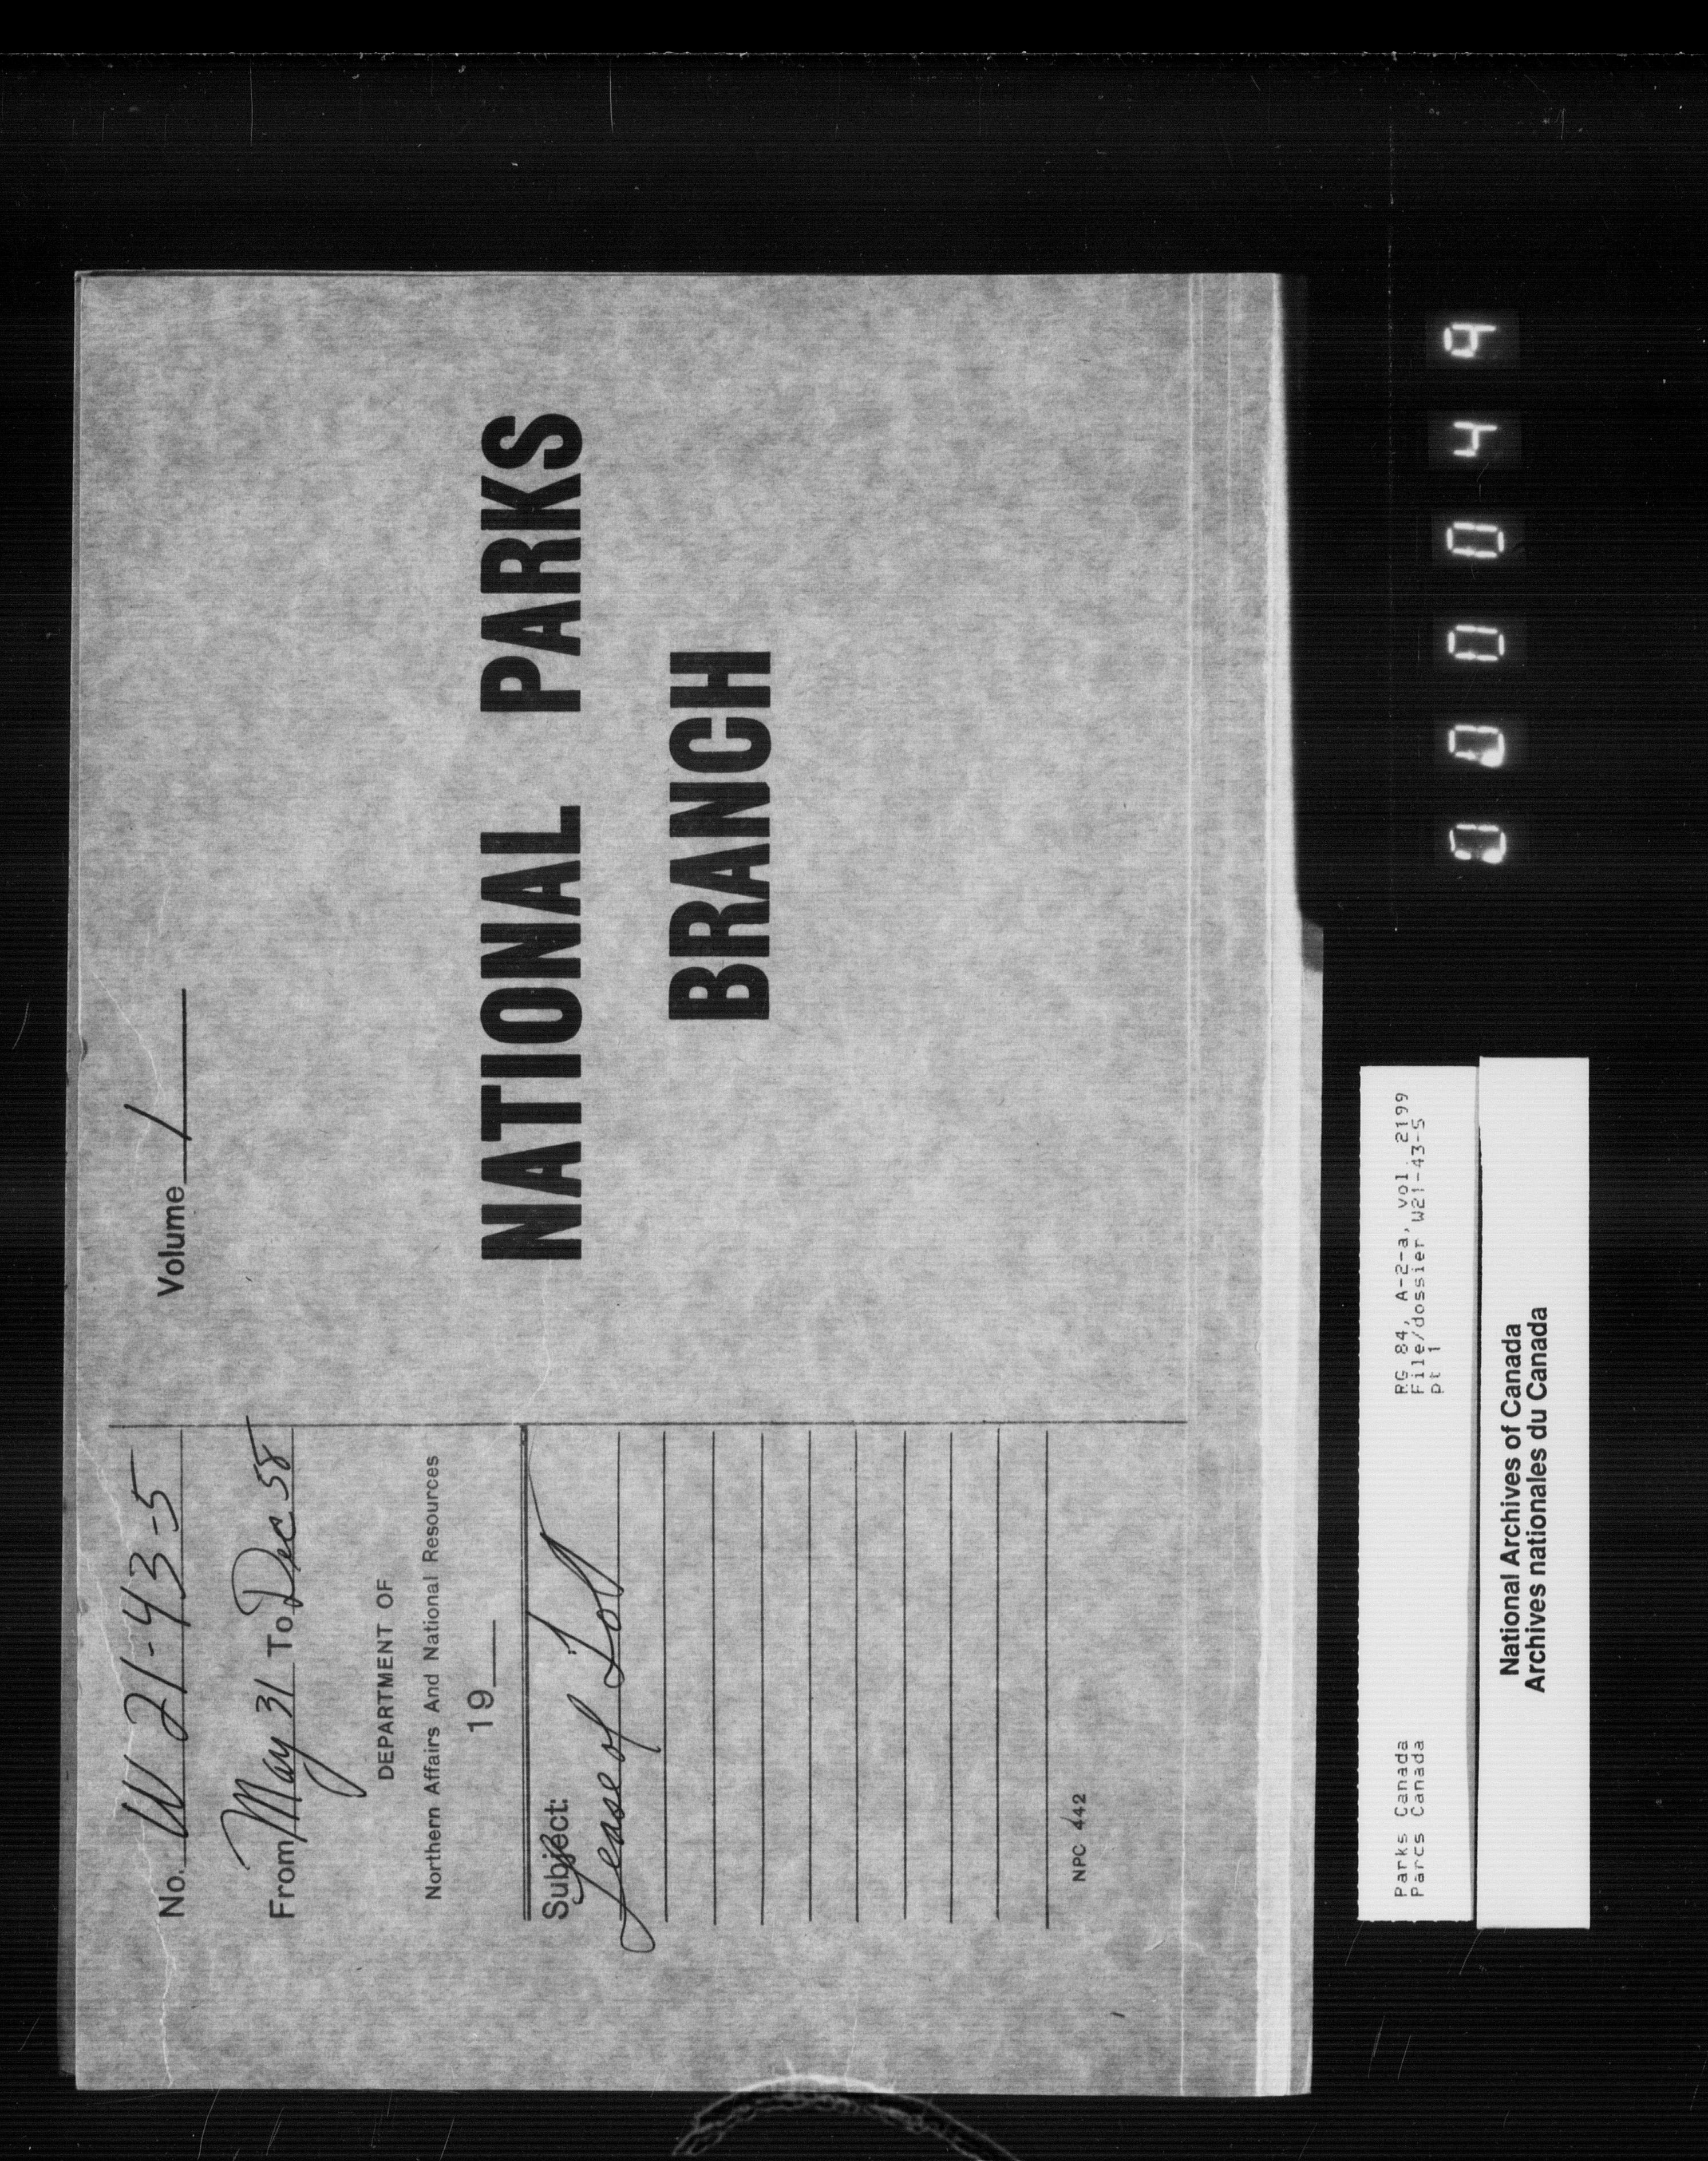 No. W 21-43-5
Volume 1
From May 31 To Dec 58
DEPARTMENT OF
Northern Affairs And National Resources
19
Subject:
Lease of Lot
NPC 442
NATIONAL PARKS
BRANCH
000049
Parks Canada
Parcs Canada
RG 84, A-2-a, vol. 2199
File/dossier W21-43-5
pt 1
National Archives of Canada
Archives nationales du Canada